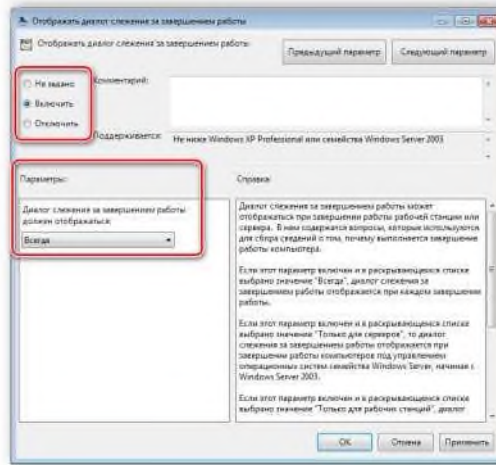 Отображать диалог слежения за завершением работы
Отображать диалог слежения за завершением работы
Предыдущий параметр
Следующий параметр
Не задано
Комментарий:
Включить
Отключить
Поддерживается:
Не ниже Windows XP Professional или семейства Windows Server 2003
Параметры:
Справка:
Диалог слежения за завершением работы
должен отображаться:
Всегда
Диалог слежения за завершением работы может
отображаться при завершении работы рабочей станции или
сервера. В нем содержатся вопросы, которые используются
для сбора сведений о том, почему выполняется завершение
работы компьютера.
Если этот параметр включен и в раскрывающемся списке
выбрано значение "Всегда", диалог слежения за
завершением работы отображается при каждом завершении
работы.
Если этот параметр включен и в раскрывающемся списке
выбрано значение "Только для серверов", то диалог
слежения за завершением работы отображается при
завершении работы компьютеров под управлением
операционных систем семейства Windows Server, начиная с
Windows Server 2003.
Если этот параметр включен и в раскрывающемся списке
выбрано значение "Только для рабочих станций", диалог
ОК
Отмена
Применить